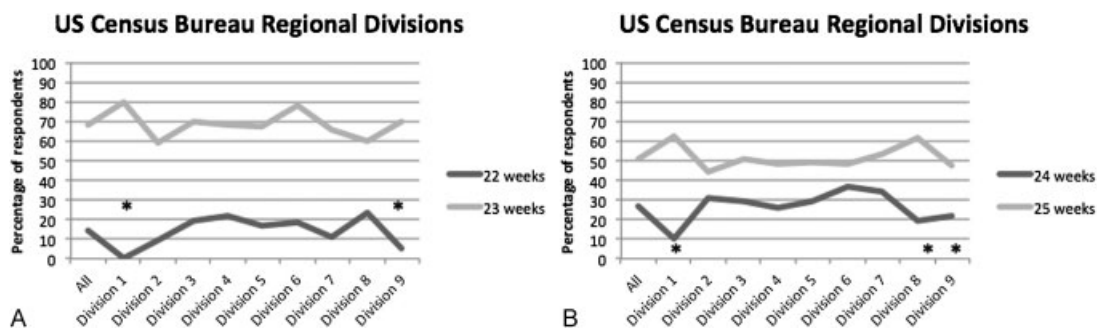 US Census Bureau Regional Divisions
Percentage of respondents
100
90
80
70
60
50
40
30
20
10
0
*
*
22 weeks
23 weeks
All
Division 1
Division 2
Division 3
Division 4
Division 5
Division 6
Division 7
Division 8
Division 9
A
US Census Bureau Regional Divisions
Percentage of respondents
100
90
80
70
60
50
40
30
20
10
0
*
*
*
24 weeks
25 weeks
All
Division 1
Division 2
Division 3
Division 4
Division 5
Division 6
Division 7
Division 8
Division 9
B